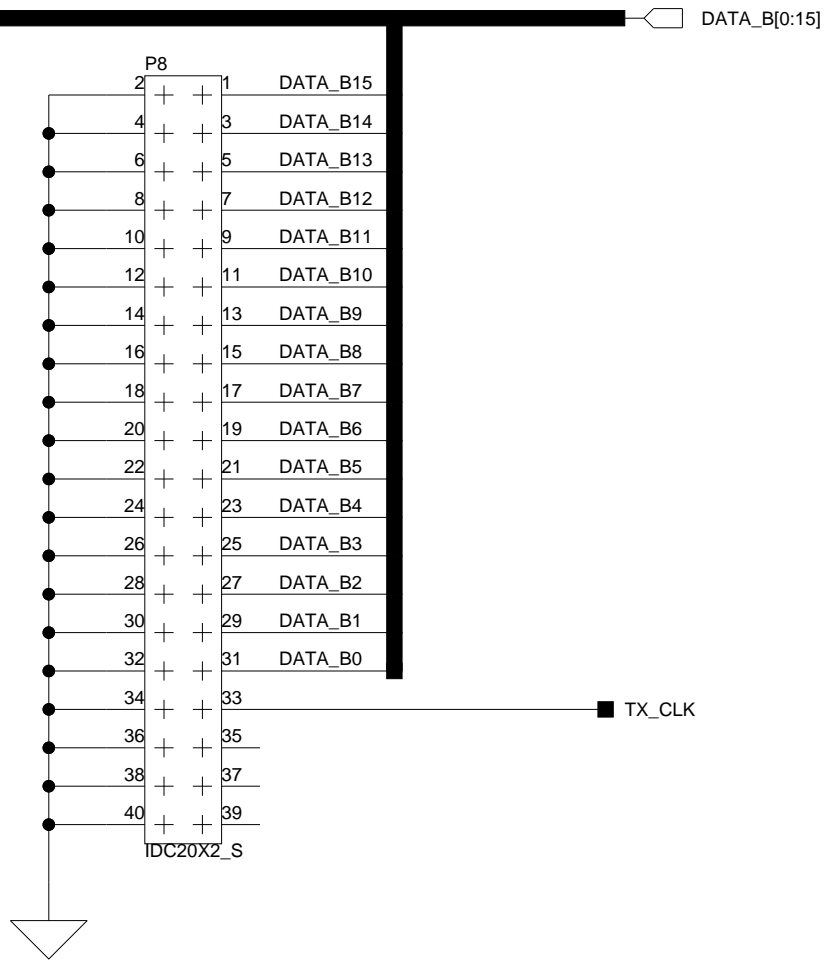 DATA_B[0:15]
P8
2 1 DATA_B15
4 3 DATA_B14
6 5 DATA_B13
8 7 DATA_B12
10 9 DATA_B11
12 11 DATA_B10
14 13 DATA_B9
16 15 DATA_B8
18 17 DATA_B7
20 19 DATA_B6
22 21 DATA_B5
24 23 DATA_B4
26 25 DATA_B3
28 27 DATA_B2
30 29 DATA_B1
32 31 DATA_B0
34 33 TX_CLK
36 35
38 37
40 39
IDC20X2_S